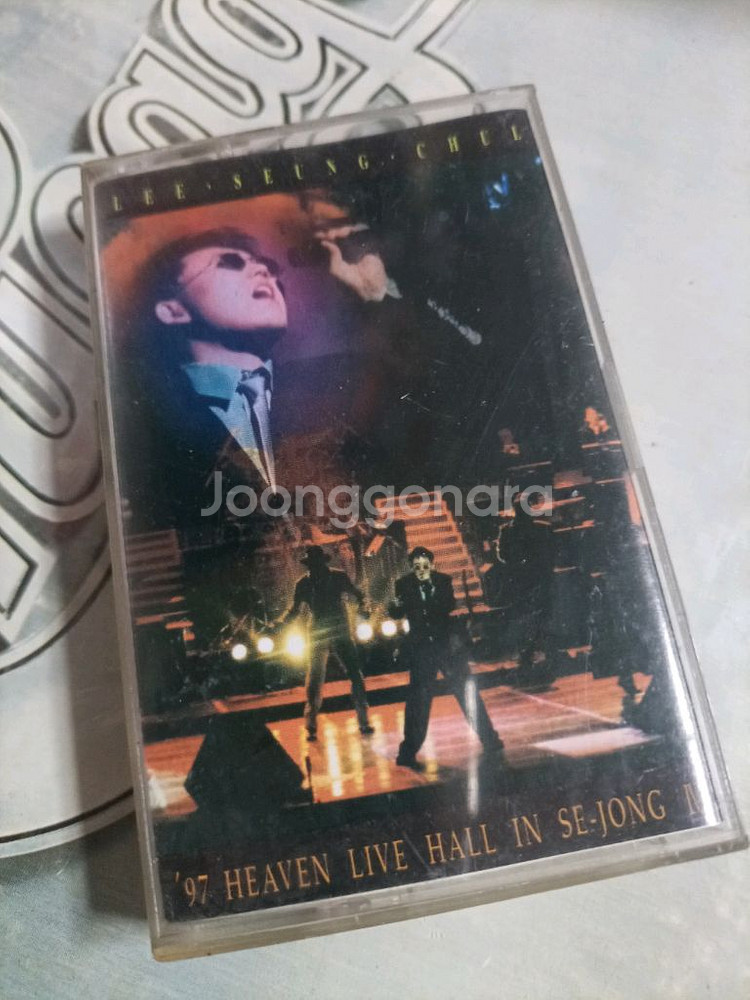 LEE · SEUNG · CHUL
Joonggonara
'97 HEAVEN LIVE HALL IN SE-JONG